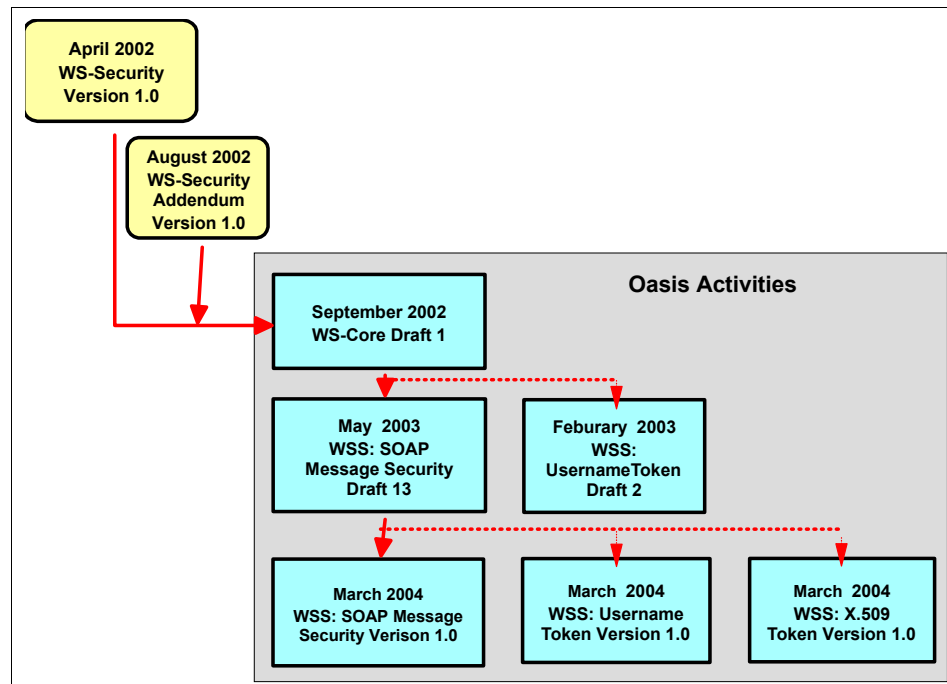 April 2002
WS-Security
Version 1.0
August 2002
WS-Security
Addendum
Version 1.0
Oasis Activities
September 2002
WS-Core Draft 1
May 2003
WSS: SOAP
Message Security
Draft 13
Feburary 2003
WSS:
UsernameToken
Draft 2
March 2004
WSS: SOAP Message
Security Verison 1.0
March 2004
WSS: Username
Token Version 1.0
March 2004
WSS: X.509
Token Version 1.0